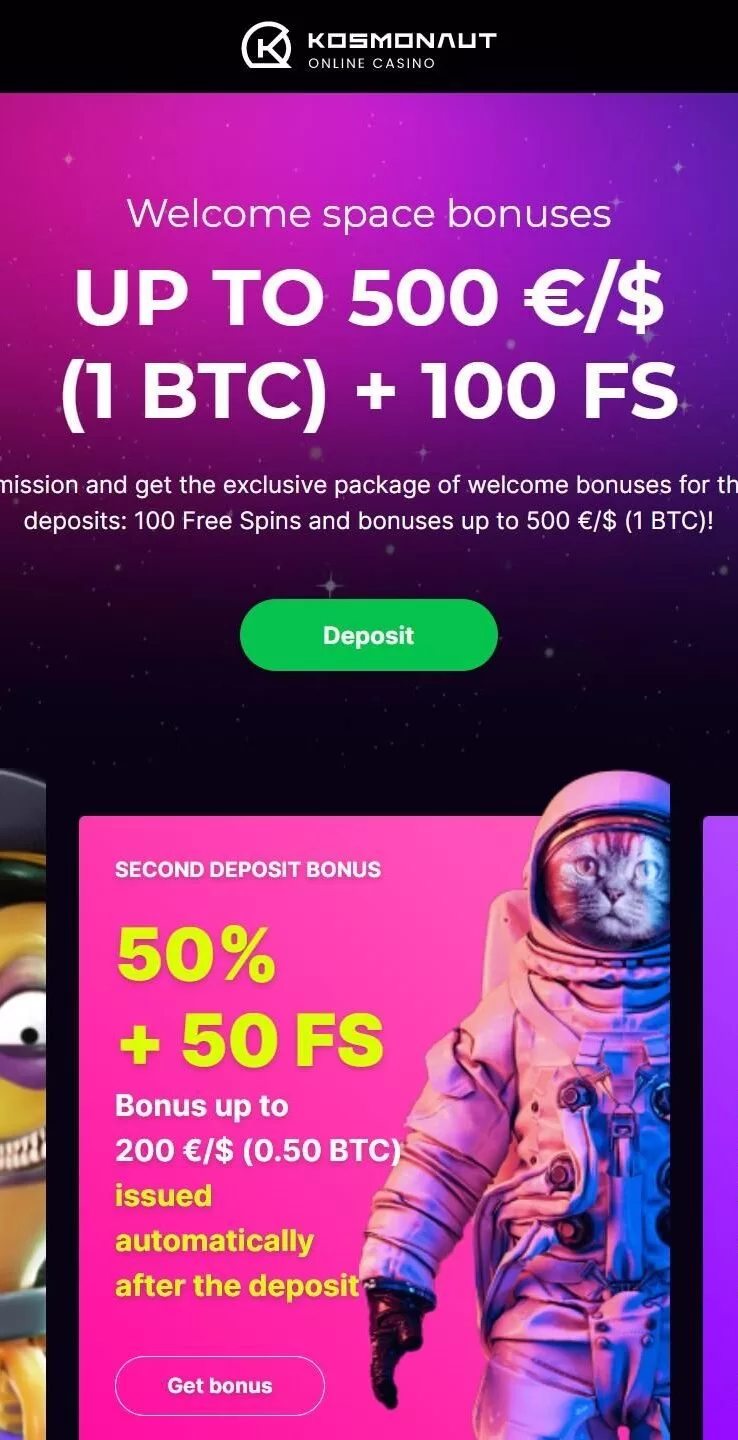 KOSMONAUT
ONLINE CASINO
Welcome space bonuses
UP TO 500 €/$
(1 BTC) + 100 FS
mission and get the exclusive package of welcome bonuses for th
deposits: 100 Free Spins and bonuses up to 500 €/$ (1 BTC)!
Deposit
SECOND DEPOSIT BONUS
50%
+ 50 FS
Bonus up to
200 €/$ (0.50 BTC)
issued
automatically
after the deposit
Get bonus